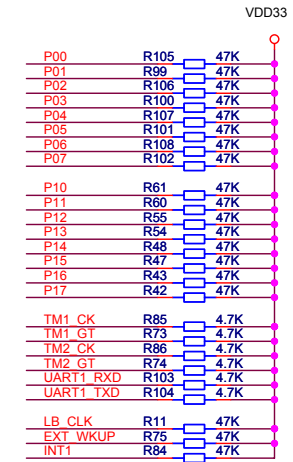 VDD33
P00 R105 47K
P01 R99 47K
P02 R106 47K
P03 R100 47K
P04 R107 47K
P05 R101 47K
P06 R108 47K
P07 R102 47K
P10 R61 47K
P11 R60 47K
P12 R55 47K
P13 R54 47K
P14 R48 47K
P15 R47 47K
P16 R43 47K
P17 R42 47K
TM1_CK R85 4.7K
TM1_GT R73 4.7K
TM2_CK R86 4.7K
TM2_GT R74 4.7K
UART1_RXD R103 4.7K
UART1_TXD R104 4.7K
LB_CLK R11 47K
EXT_WKUP R75 47K
INT1 R84 47K